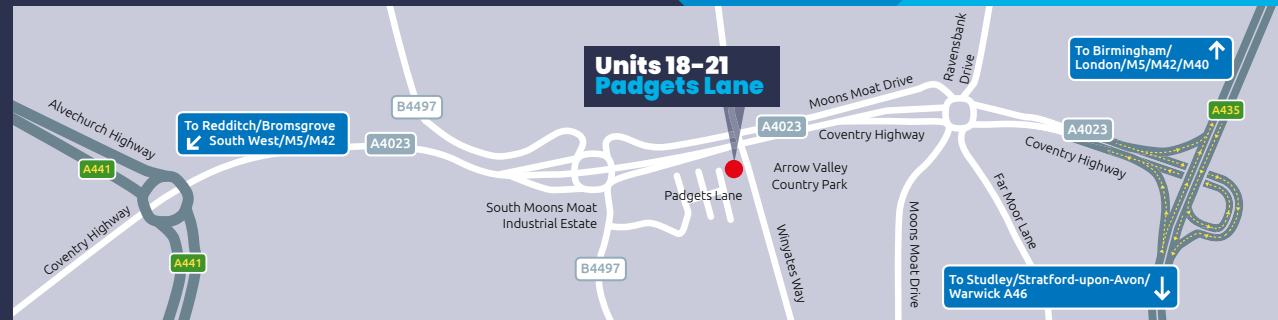 Units 18-21
Padgets Lane
To Birmingham/
London/M5/M42/M40
Ravensbank
Drive
Moons Moat Drive
A435
Alvechurch Highway
B4497
To Redditch/Bromsgrove
South West/M5/M42
A4023
A4023
A4023
Coventry Highway
Coventry Highway
A441
Arrow Valley
Country Park
Padgets Lane
South Moons Moat
Industrial Estate
Coventry Highway
Far Moor Lane
Moons Moat Drive
Winyates Way
A441
B4497
To Studley/Stratford-upon-Avon/
Warwick A46